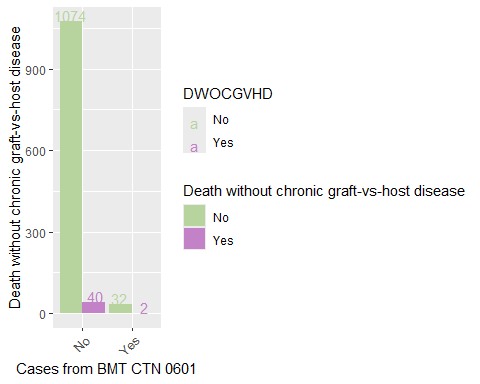 Death without chronic graft-vs-host disease
900
600
300
0
1074
40
32
2
No
Yes
Cases from BMT CTN 0601
DWOCGVHD
a No
a Yes
Death without chronic graft-vs-host disease
No
Yes